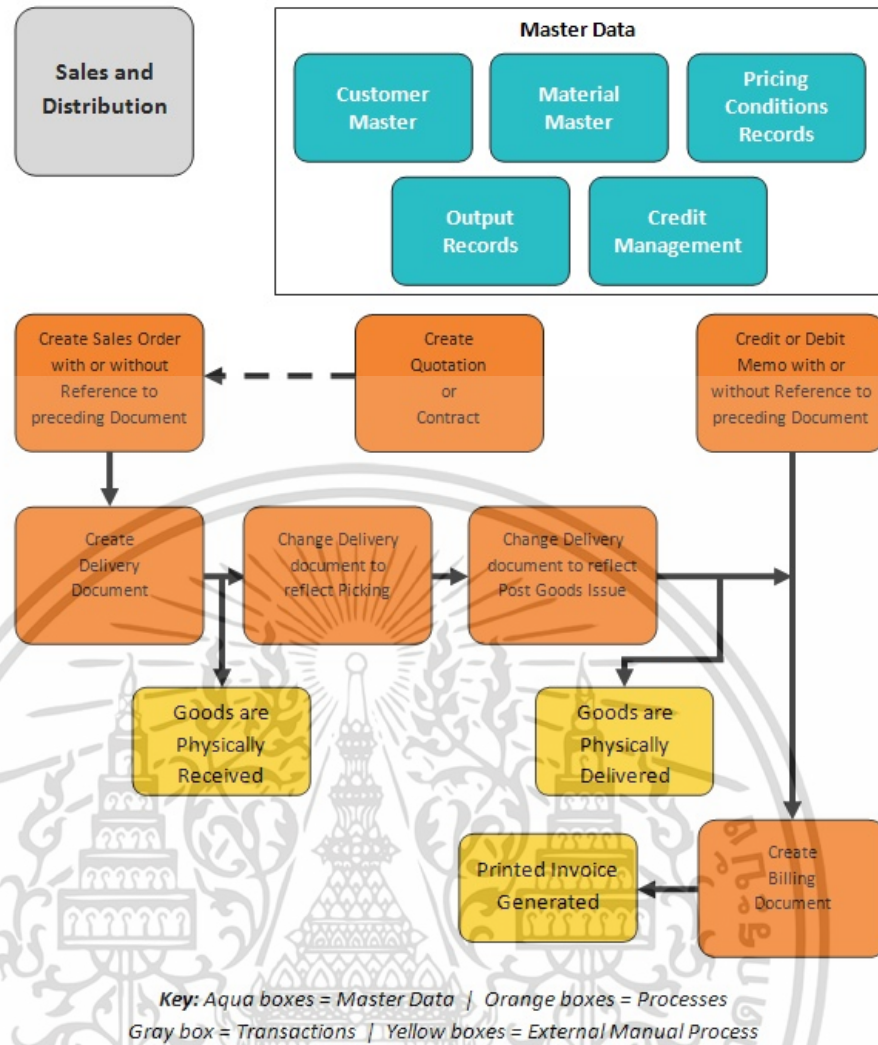 Sales and
Distribution
Master Data
Customer
Master
Material
Master
Pricing
Conditions
Records
Output
Records
Credit
Management
Create Sales Order
with or without
Reference to
preceding Document
Create
Quotation
or
Contract
Credit or Debit
Memo with or
without Reference to
preceding Document
Create
Delivery
Document
Change Delivery
document to
reflect Picking
Change Delivery
document to reflect
Post Goods Issue
Goods are
Physically
Received
Goods are
Physically
Delivered
Printed Invoice
Generated
Create
Billing
Document
Key: Aqua boxes = Master Data | Orange boxes = Processes
Gray box = Transactions | Yellow boxes = External Manual Process